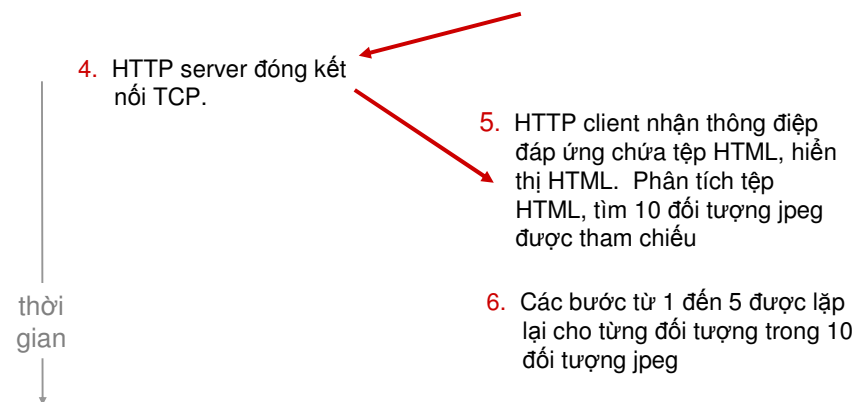 4. HTTP server đóng kết
nối TCP.
5. HTTP client nhận thông điệp
đáp ứng chứa tệp HTML, hiển
thị HTML. Phân tích tệp
HTML, tìm 10 đối tượng jpeg
được tham chiếu
thời
gian
6. Các bước từ 1 đến 5 được lặp
lại cho từng đối tượng trong 10
đối tượng jpeg